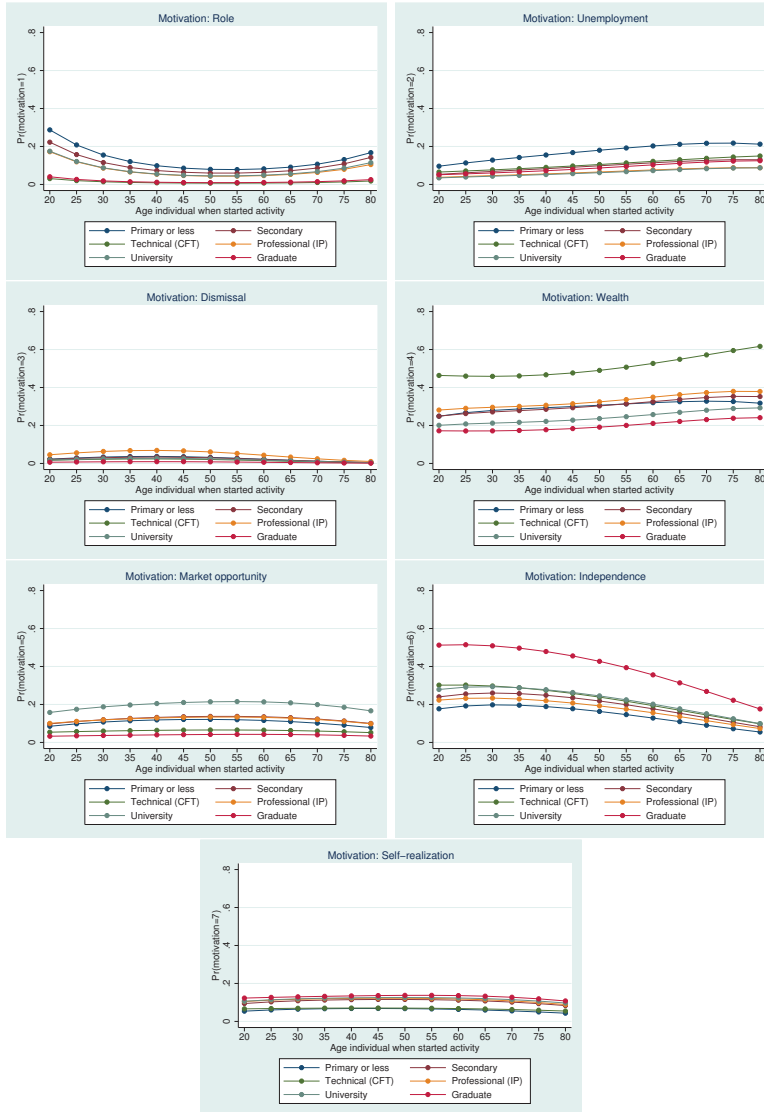 Motivation: Role
Pr(motivation=1)
0 .2 .4 .6 .8
20 25 30 35 40 45 50 55 60 65 70 75 80
Age individual when started activity
Primary or less Secondary
Technical (CFT) Professional (IP)
University Graduate
Motivation: Unemployment
Pr(motivation=2)
0 .2 .4 .6 .8
20 25 30 35 40 45 50 55 60 65 70 75 80
Age individual when started activity
Primary or less Secondary
Technical (CFT) Professional (IP)
University Graduate
Motivation: Dismissal
Pr(motivation=3)
0 .2 .4 .6 .8
20 25 30 35 40 45 50 55 60 65 70 75 80
Age individual when started activity
Primary or less Secondary
Technical (CFT) Professional (IP)
University Graduate
Motivation: Wealth
Pr(motivation=4)
0 .2 .4 .6 .8
20 25 30 35 40 45 50 55 60 65 70 75 80
Age individual when started activity
Primary or less Secondary
Technical (CFT) Professional (IP)
University Graduate
Motivation: Market opportunity
Pr(motivation=5)
0 .2 .4 .6 .8
20 25 30 35 40 45 50 55 60 65 70 75 80
Age individual when started activity
Primary or less Secondary
Technical (CFT) Professional (IP)
University Graduate
Motivation: Independence
Pr(motivation=6)
0 .2 .4 .6 .8
20 25 30 35 40 45 50 55 60 65 70 75 80
Age individual when started activity
Primary or less Secondary
Technical (CFT) Professional (IP)
University Graduate
Motivation: Self−realization
Pr(motivation=7)
0 .2 .4 .6 .8
20 25 30 35 40 45 50 55 60 65 70 75 80
Age individual when started activity
Primary or less Secondary
Technical (CFT) Professional (IP)
University Graduate